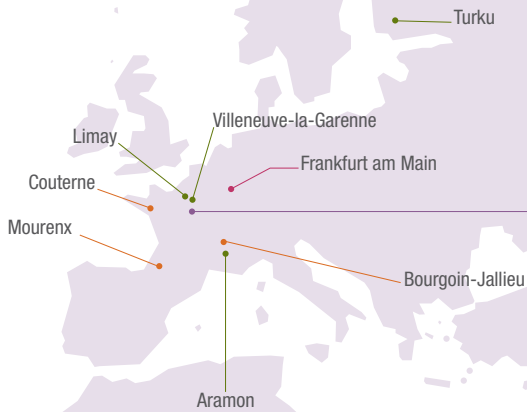 Turku
Villeneuve-la-Garenne
Limay
Frankfurt am Main
Couterne
Mourenx
Bourgoin-Jallieu
Aramon